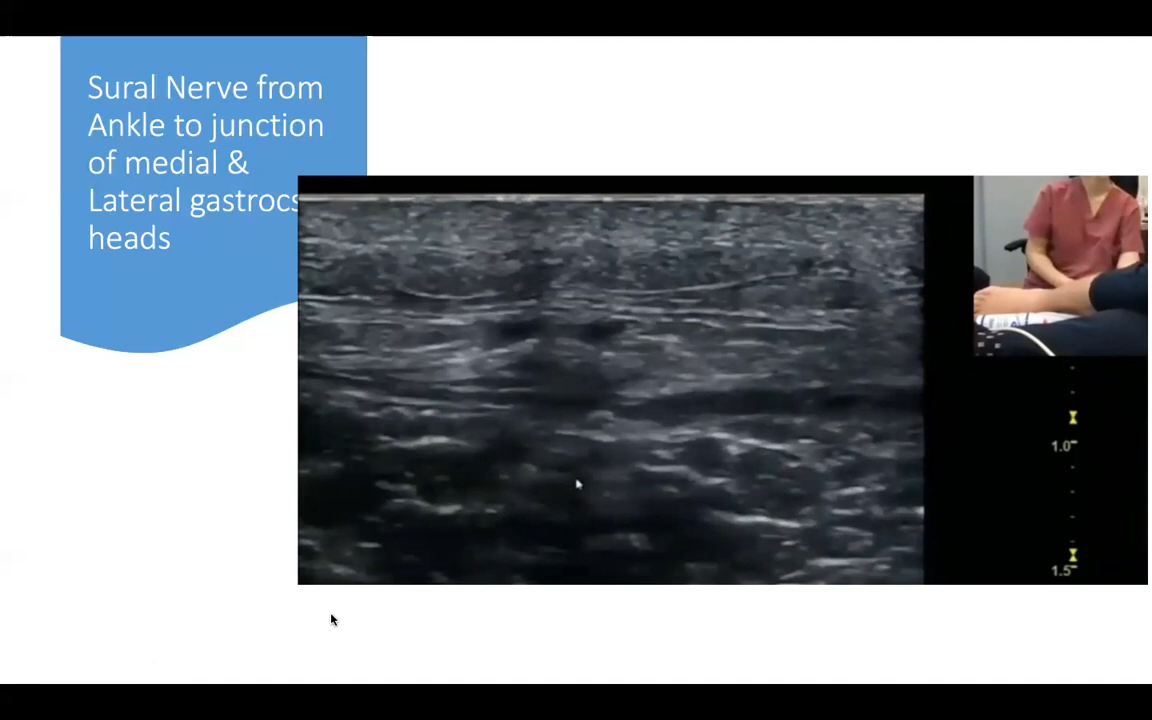 Sural Nerve from
Ankle to junction
of medial &
Lateral gastrocs
heads
1.0
1.5